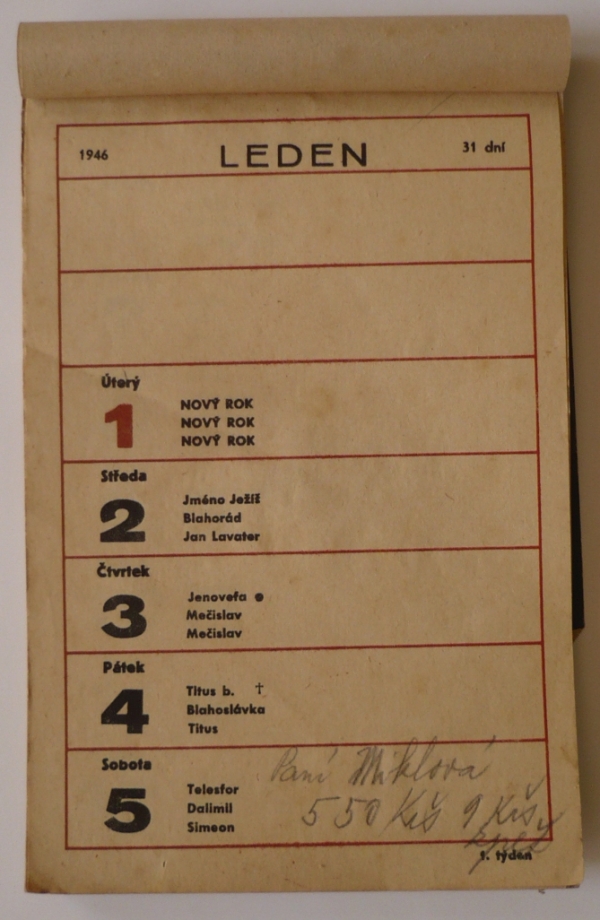 1946 LEDEN 31 dní
Úterý
1
NOVÝ ROK
NOVÝ ROK
NOVÝ ROK
Středa
2
Jméno Ježíš
Blahorád
Jan Lavater
Čtvrtek
3
Jenovefa
Mečislav
Mečislav
Pátek
4
Titus b. †
Blahoslávka
Titus
Sobota
5
Telesfor
Dalimil
Simeon
Paní Miklová
550 Kčs 9 Kčs
1. týden